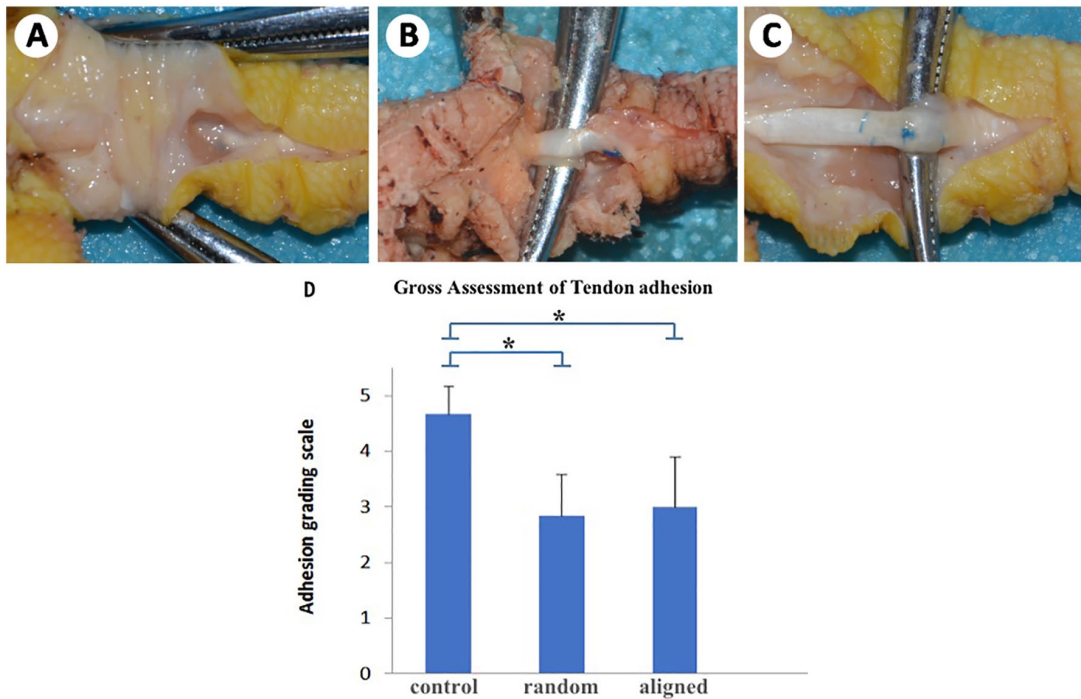 A
B
C
D
Gross Assessment of Tendon adhesion
*
*
5
4
3
2
1
0
Adhesion grading scale
control
random
aligned